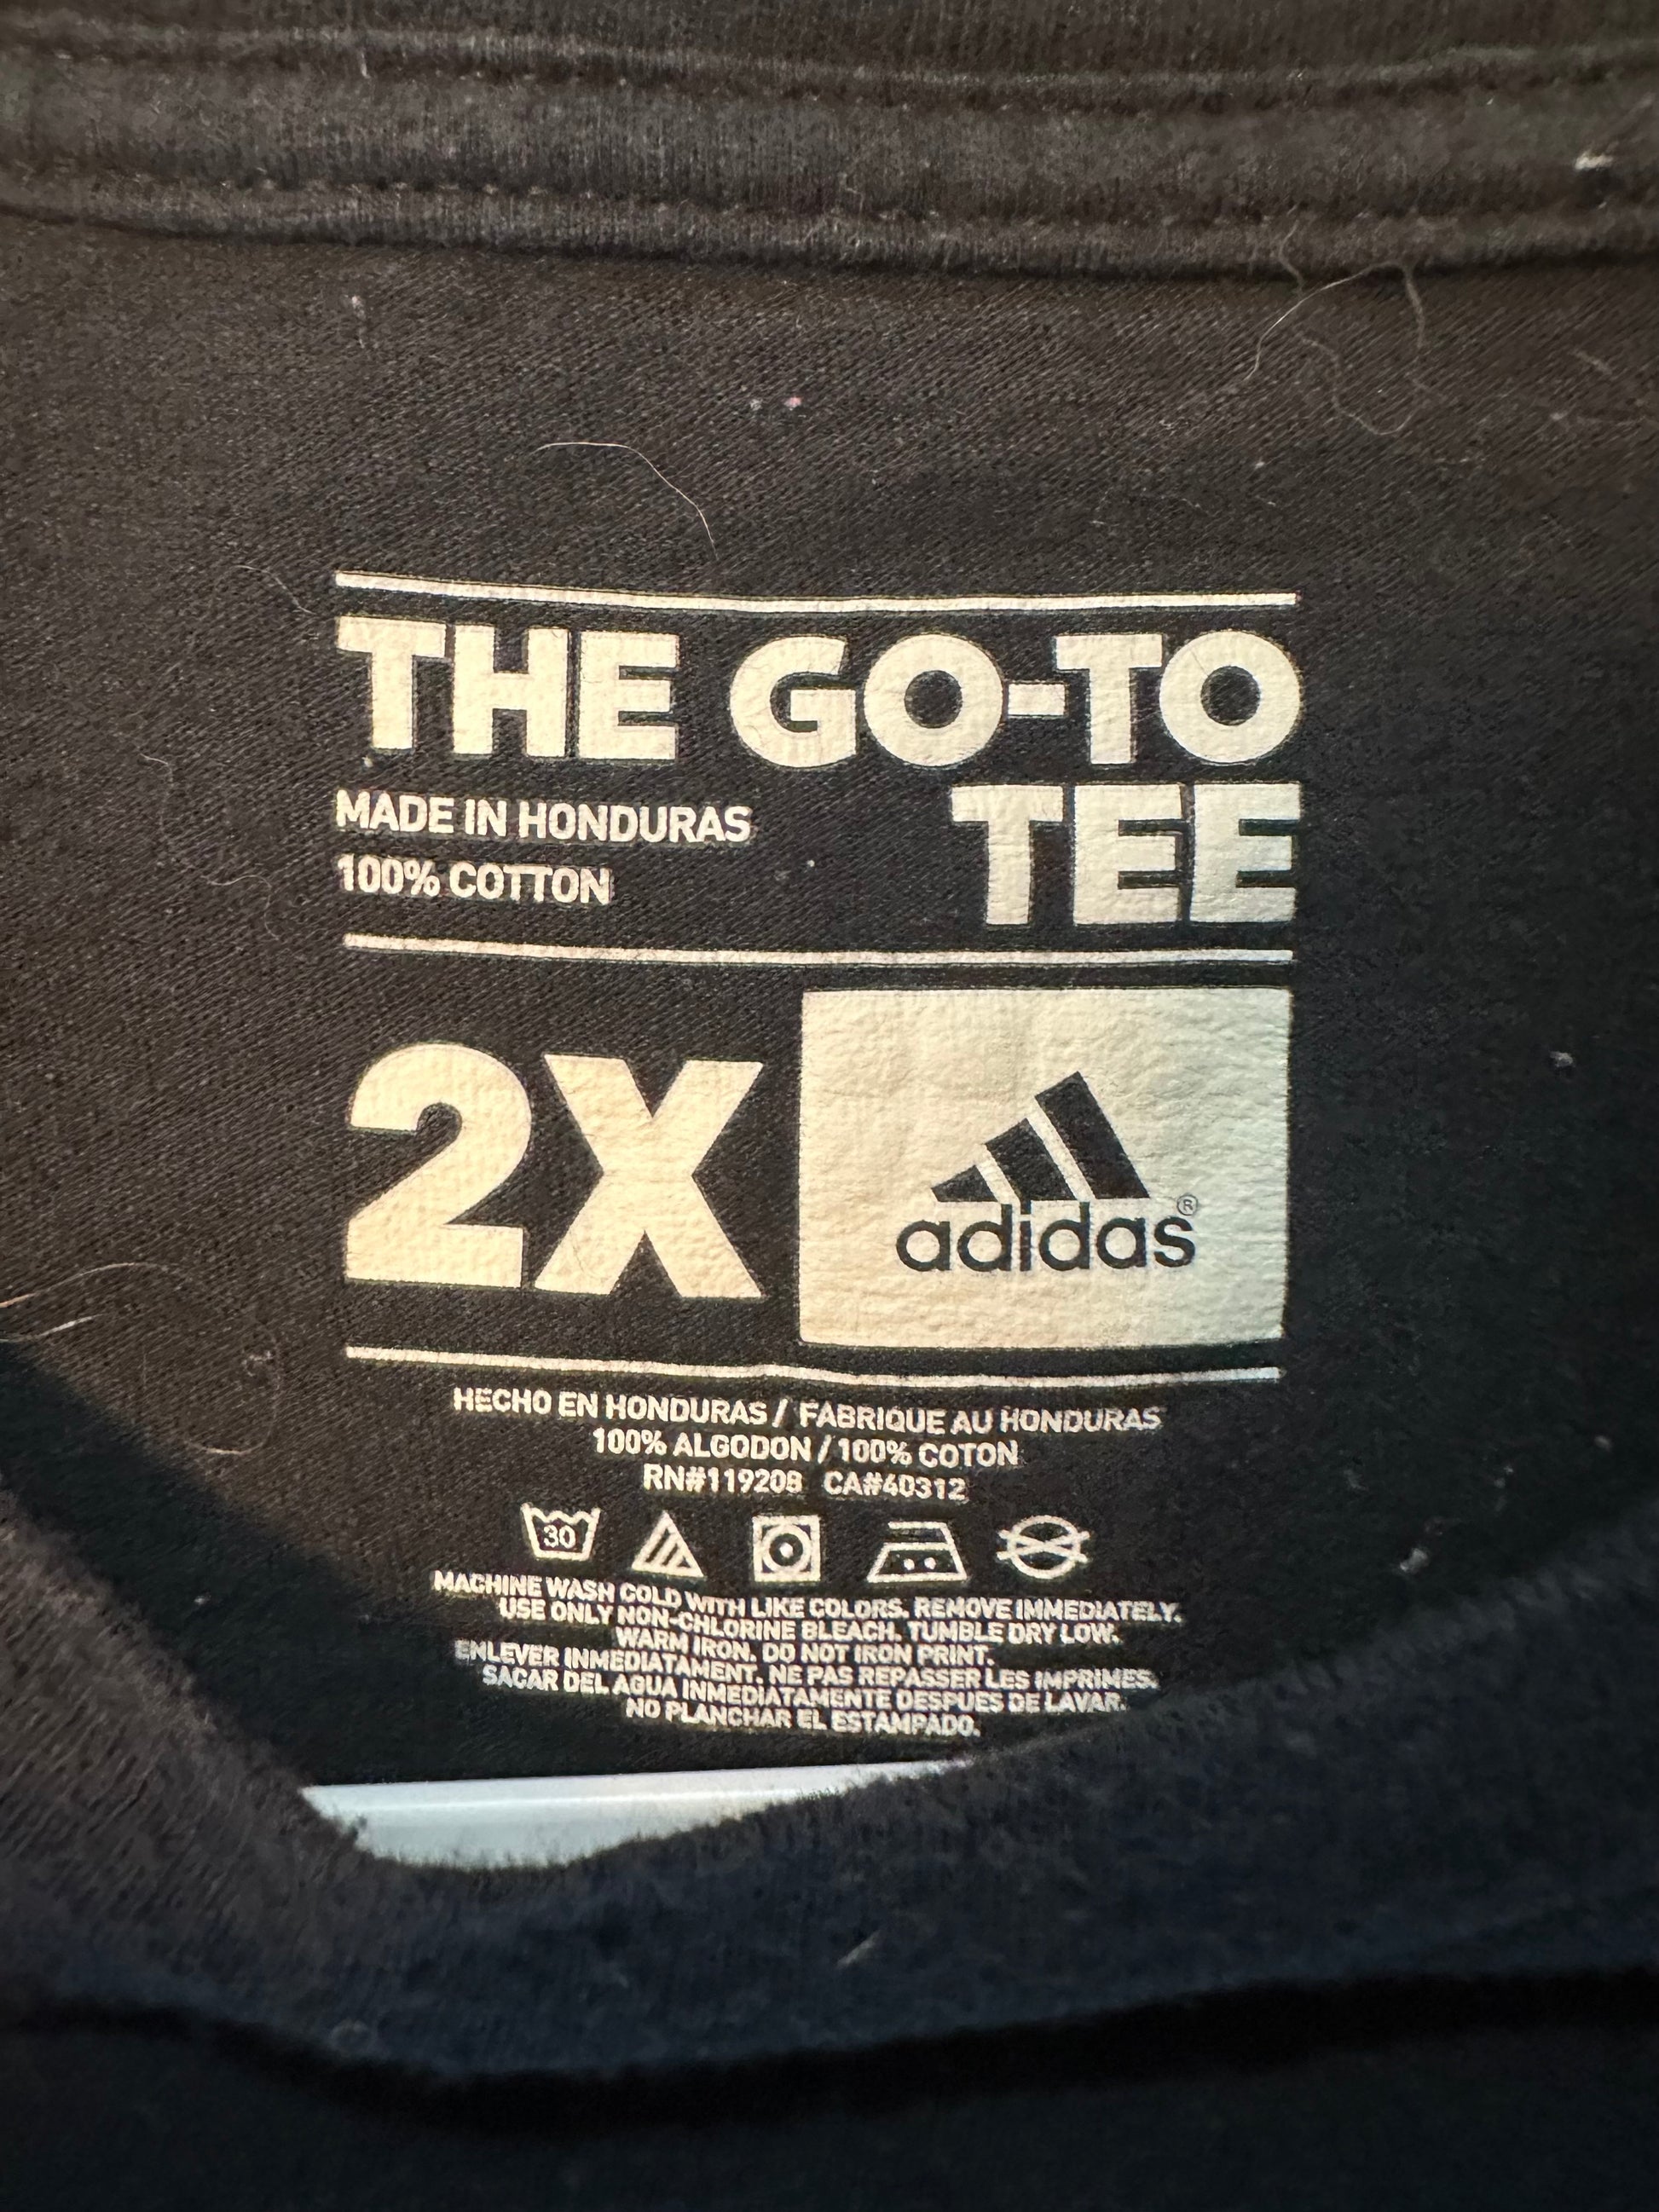 THE GO-TO
TEE
MADE IN HONDURAS
100% COTTON
2X
adidas®
HECHO EN HONDURAS / FABRIQUE AU HONDURAS
100% ALGODON / 100% COTON
RN#119208 CA#40312
30
MACHINE WASH COLD WITH LIKE COLORS. REMOVE IMMEDIATELY.
USE ONLY NON-CHLORINE BLEACH. TUMBLE DRY LOW.
WARM IRON. DO NOT IRON PRINT.
ENLEVER INMEDIATAMENT. NE PAS REPASSER LES IMPRIMES.
SACAR DEL AGUA INMEDIATAMENTE DESPUES DE LAVAR.
NO PLANCHAR EL ESTAMPADO.